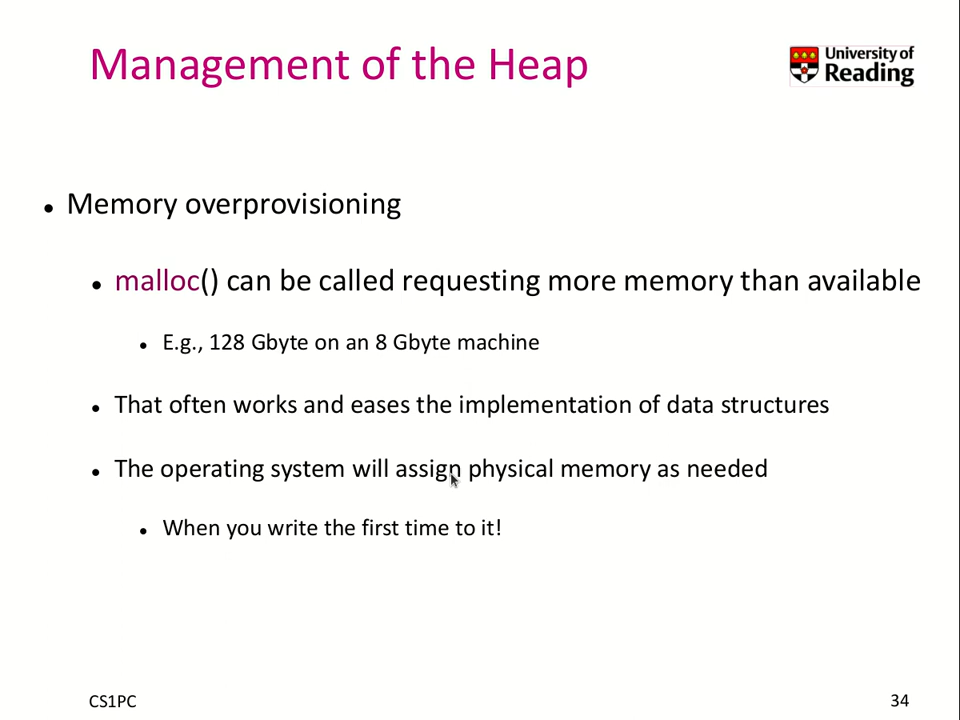 Management of the Heap
University of
Reading
● Memory overprovisioning
● malloc() can be called requesting more memory than available
● E.g., 128 Gbyte on an 8 Gbyte machine
● That often works and eases the implementation of data structures
● The operating system will assign physical memory as needed
● When you write the first time to it!
CS1PC
34